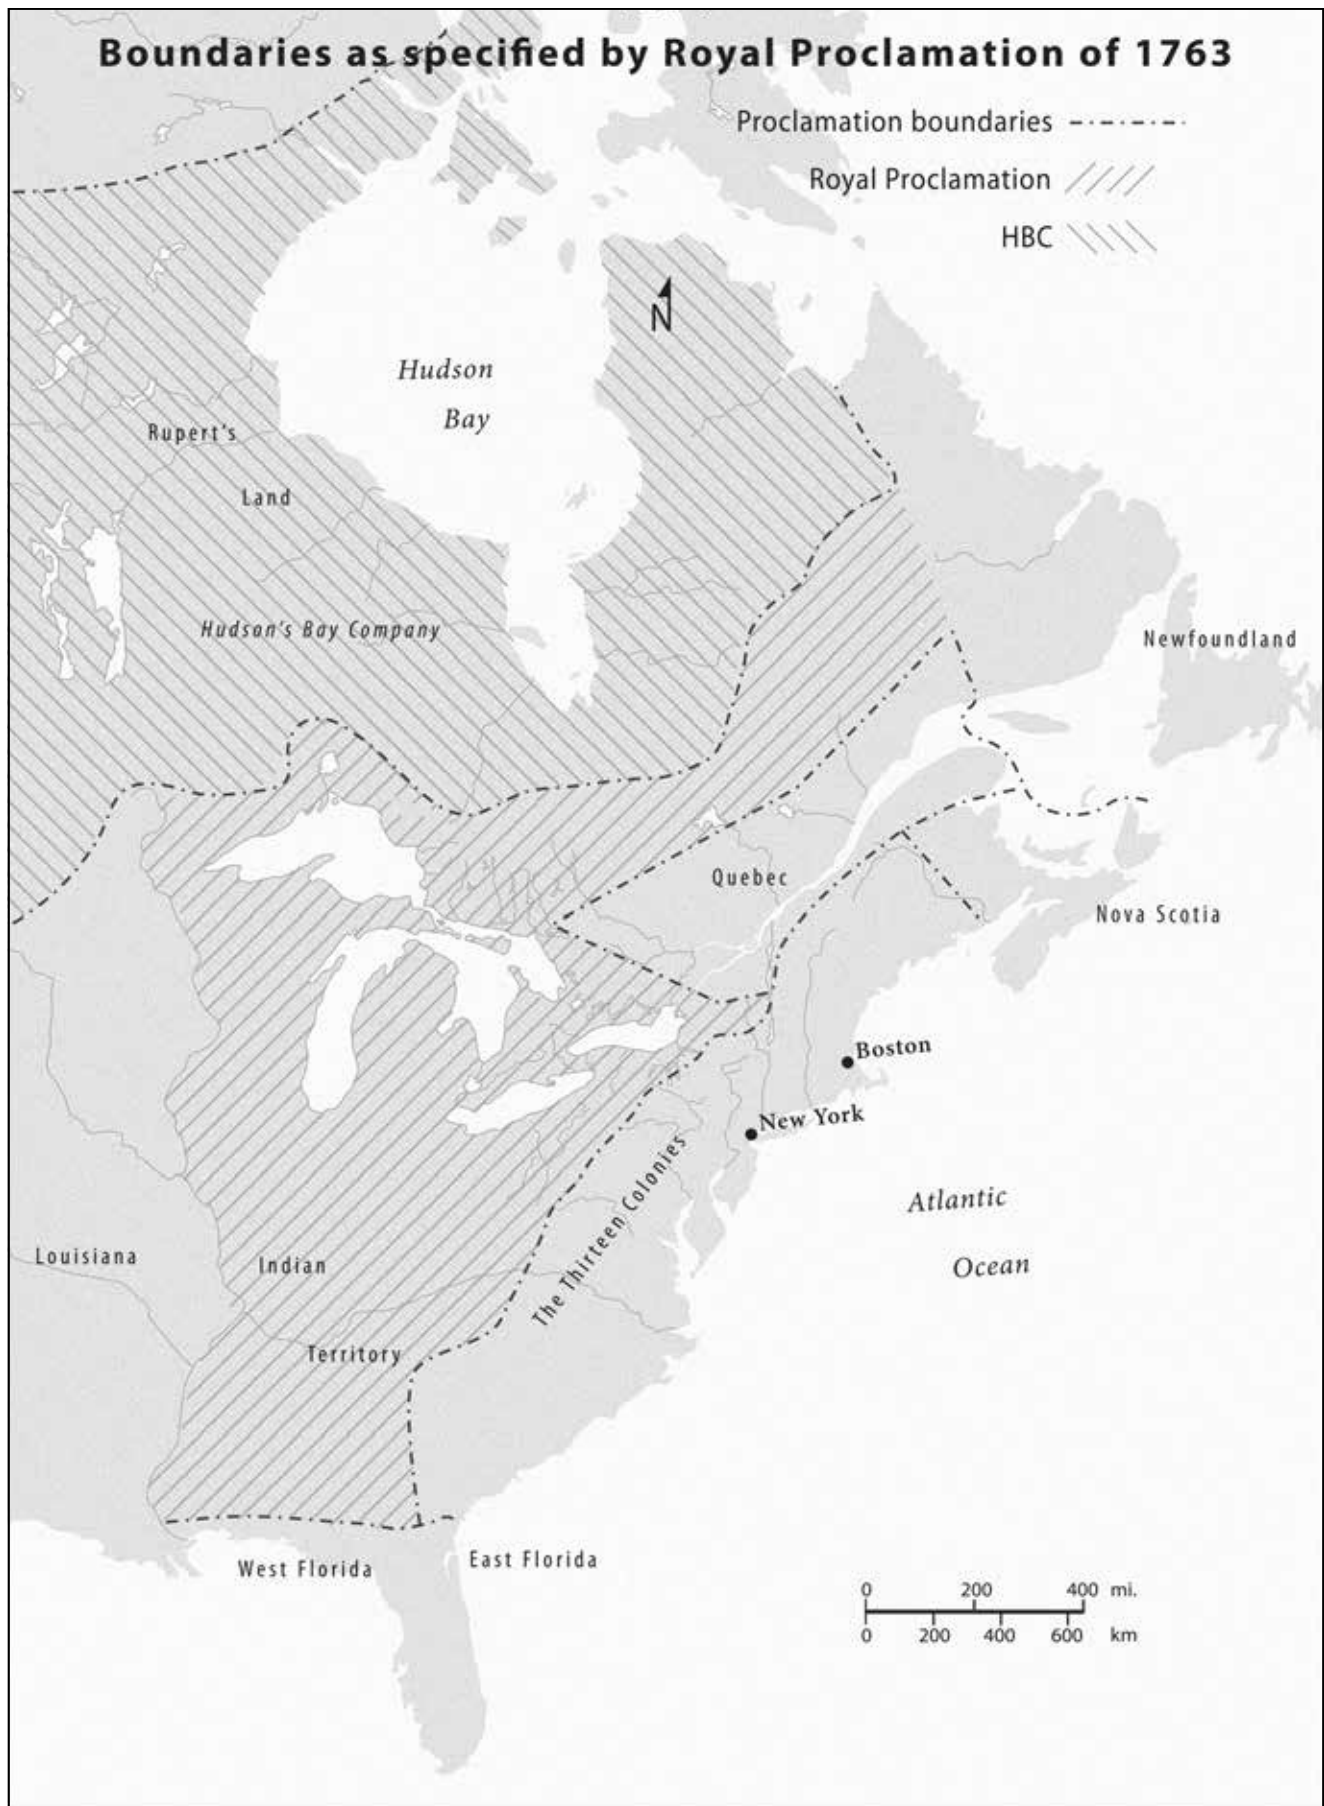 Boundaries as specified by Royal Proclamation of 1763
Proclamation boundaries
Royal Proclamation
HBC
N
Hudson
Bay
Rupert's
Land
Hudson's Bay Company
Newfoundland
Quebec
Nova Scotia
Boston
New York
The Thirteen Colonies
Atlantic
Ocean
Louisiana
Indian
Territory
West Florida
East Florida
0 200 400 mi.
0 200 400 600 km